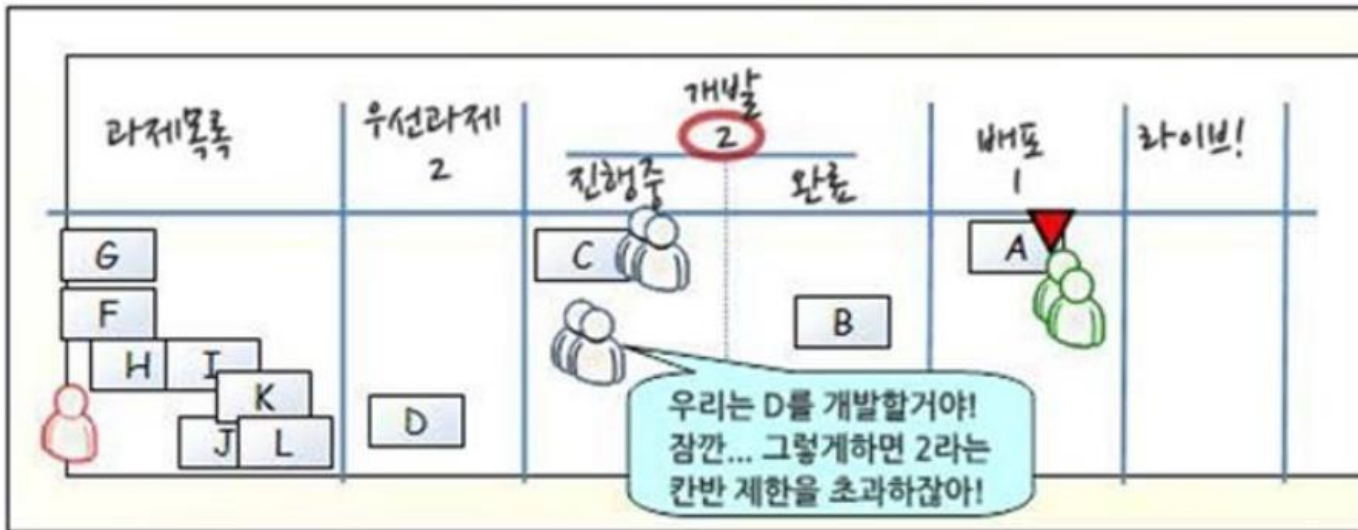 과제목록
우선과제
2
개발
2
진행중
완료
배포
1
라이브!
G
F
H I
K
J L
D
C
B
A
우리는 D를 개발할거야!
잠깐... 그렇게하면 2라는
칸반 제한을 초과하잖아!